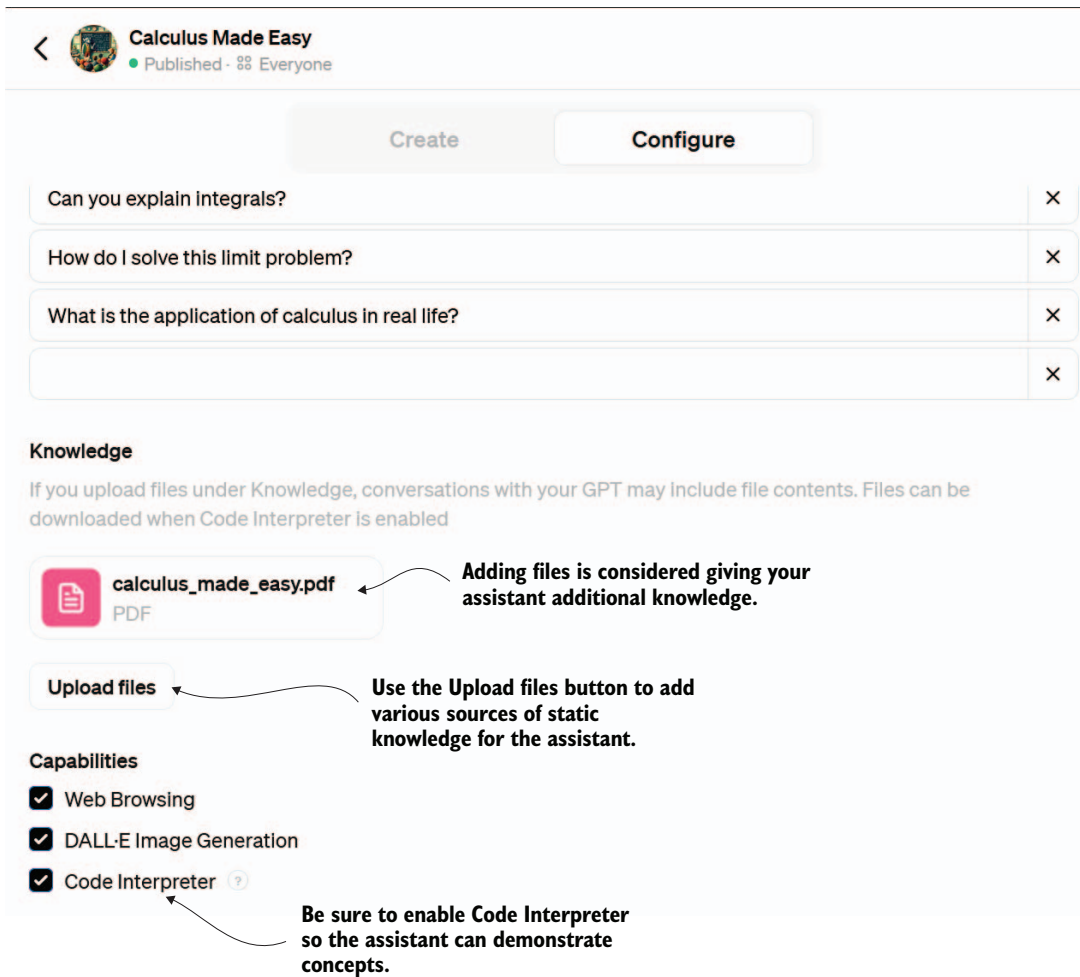 Calculus Made Easy
Published · Everyone
Create
Configure
Can you explain integrals?
How do I solve this limit problem?
What is the application of calculus in real life?
Knowledge
If you upload files under Knowledge, conversations with your GPT may include file contents. Files can be
downloaded when Code Interpreter is enabled
calculus_made_easy.pdf
PDF
Adding files is considered giving your
assistant additional knowledge.
Upload files
Use the Upload files button to add
various sources of static
knowledge for the assistant.
Capabilities
Web Browsing
DALL·E Image Generation
Code Interpreter ?
Be sure to enable Code Interpreter
so the assistant can demonstrate
concepts.